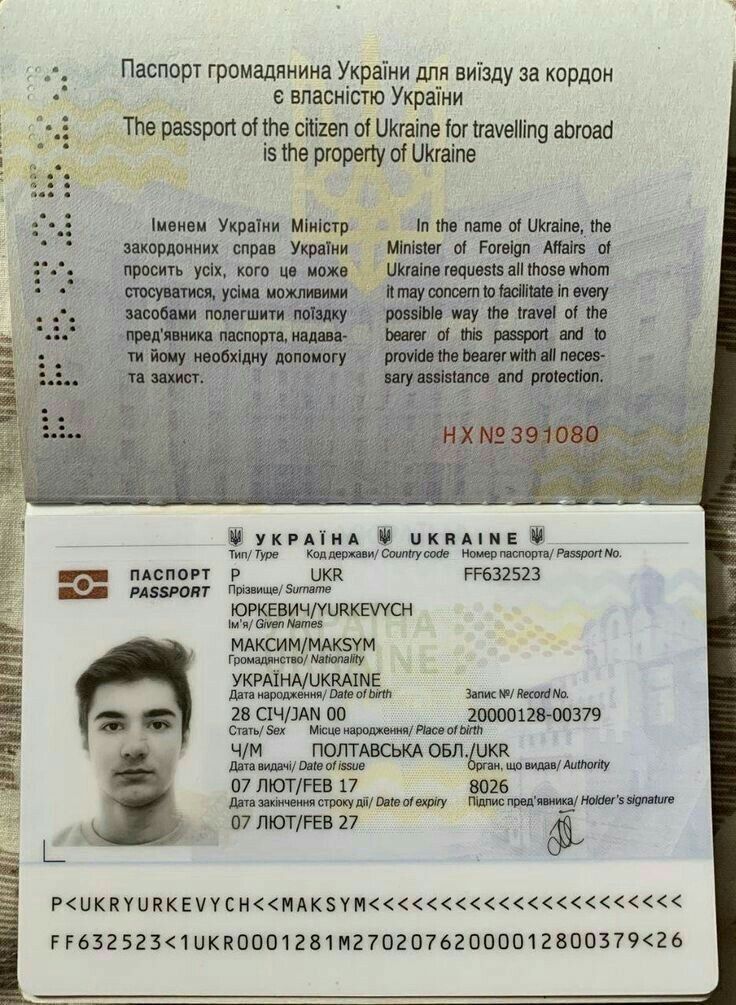 FF632523
Паспорт громадянина України для виїзду за кордон
є власністю України
The passport of the citizen of Ukraine for travelling abroad
is the property of Ukraine
Іменем України Міністр
закордонних справ України
просить усіх, кого це може
стосуватися, усіма можливими
засобами полегшити поїздку
пред'явника паспорта, надава-
ти йому необхідну допомогу
та захист.
In the name of Ukraine, the
Minister of Foreign Affairs of
Ukraine requests all those whom
it may concern to facilitate in every
possible way the travel of the
bearer of this passport and to
provide the bearer with all neces-
sary assistance and protection.
НХ№391080
УКРАЇНА UKRAINE
ПАСПОРТ
PASSPORT
Тип/ Type Код держави/ Country code Номер паспорта/ Passport No.
P UKR FF632523
Прізвище/ Surname
ЮРКЕВИЧ/YURKEVYCH
Ім'я/ Given Names
МАКСИМ/MAKSYM
Громадянство/ Nationality
УКРАЇНА/UKRAINE
Дата народження/ Date of birth Запис №/ Record No.
28 СІЧ/JAN 00 20000128-00379
Стать/ Sex Місце народження/ Place of birth
Ч/M ПОЛТАВСЬКА ОБЛ./UKR
Дата видачі/ Date of issue Орган, що видав/ Authority
07 ЛЮТ/FEB 17 8026
Дата закінчення строку дії/ Date of expiry Підпис пред'явника/ Holder's signature
07 ЛЮТ/FEB 27
P<UKRYURKEVYCH<<MAKSYM<<<<<<<<<<<<<<<<<<<<<<
FF632523<1UKR0001281M27020762000012800379<26